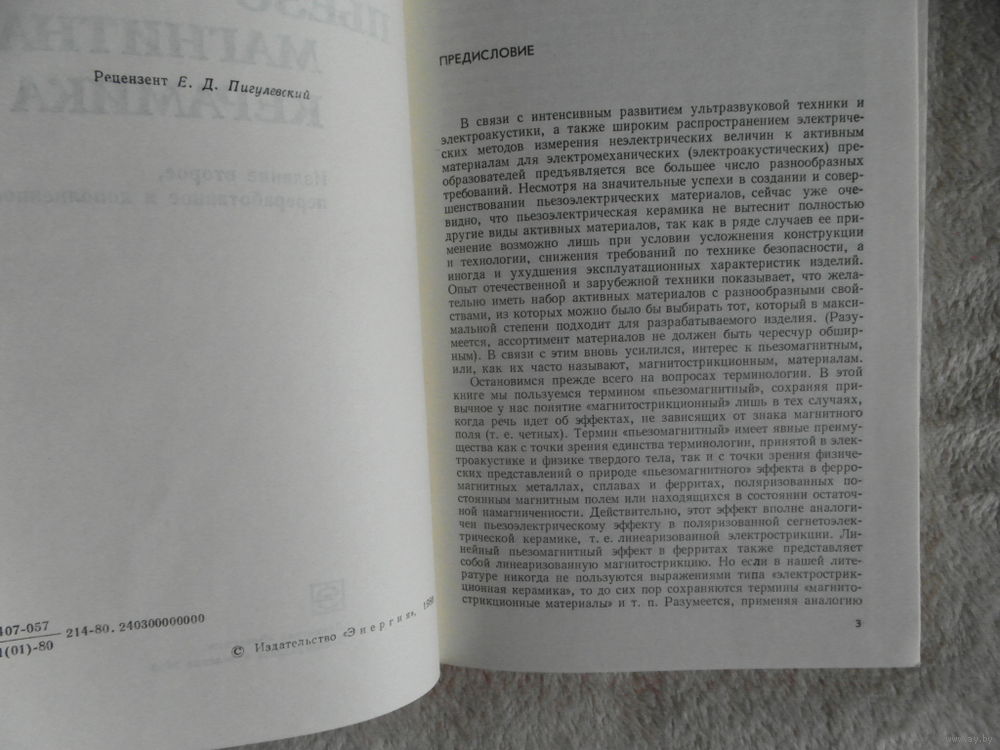 Рецензент Е. Д. Пигулевский
407-057
1(01)-80
214-80. 240300000000
© Издательство «Энергия», 1980
ПРЕДИСЛОВИЕ
В связи с интенсивным развитием ультразвуковой техники и
электроакустики, а также широким распространением электриче-
ских методов измерения неэлектрических величин к активным
материалам для электромеханических (электроакустических) пре-
образователей предъявляется все большее число разнообразных
требований. Несмотря на значительные успехи в создании и совер-
шенствовании пьезоэлектрических материалов, сейчас уже оче-
видно, что пьезоэлектрическая керамика не вытеснит полностью
другие виды активных материалов, так как в ряде случаев ее при-
менение возможно лишь при условии усложнения конструкции
и технологии, снижения требований по технике безопасности, а
иногда и ухудшения эксплуатационных характеристик изделий.
Опыт отечественной и зарубежной техники показывает, что жела-
тельно иметь набор активных материалов с разнообразными свой-
ствами, из которых можно было бы выбирать тот, который в макси-
мальной степени подходит для разрабатываемого изделия. (Разу-
меется, ассортимент материалов не должен быть чересчур обшир-
ным). В связи с этим вновь усилился, интерес к пьезомагнитным,
или, как их часто называют, магнитострикционным, материалам.
Остановимся прежде всего на вопросах терминологии. В этой
книге мы пользуемся термином «пьезомагнитный», сохраняя при-
вычное у нас понятие «магнитострикционный» лишь в тех случаях,
когда речь идет об эффектах, не зависящих от знака магнитного
поля (т. е. четных). Термин «пьезомагнитный» имеет явные преиму-
щества как с точки зрения единства терминологии, принятой в элек-
троакустике и физике твердого тела, так и с точки зрения физиче-
ских представлений о природе «пьезомагнитного» эффекта в ферро-
магнитных металлах, сплавах и ферритах, поляризованных по-
стоянным магнитным полем или находящихся в состоянии остаточ-
ной намагниченности. Действительно, этот эффект вполне аналоги-
чен пьезоэлектрическому эффекту в поляризованной сегнетоэлек-
трической керамике, т. е. линеаризованной электрострикции. Ли-
нейный пьезомагнитный эффект в ферритах также представляет
собой линеаризованную магнитострикцию. Но если в нашей лите-
ратуре никогда не пользуются выражениями типа «электрострик-
ционная керамика», то до сих пор сохраняются термины «магнито-
стрикционные материалы» и т. п. Разумеется, применяя аналогию
3
www.ay.by